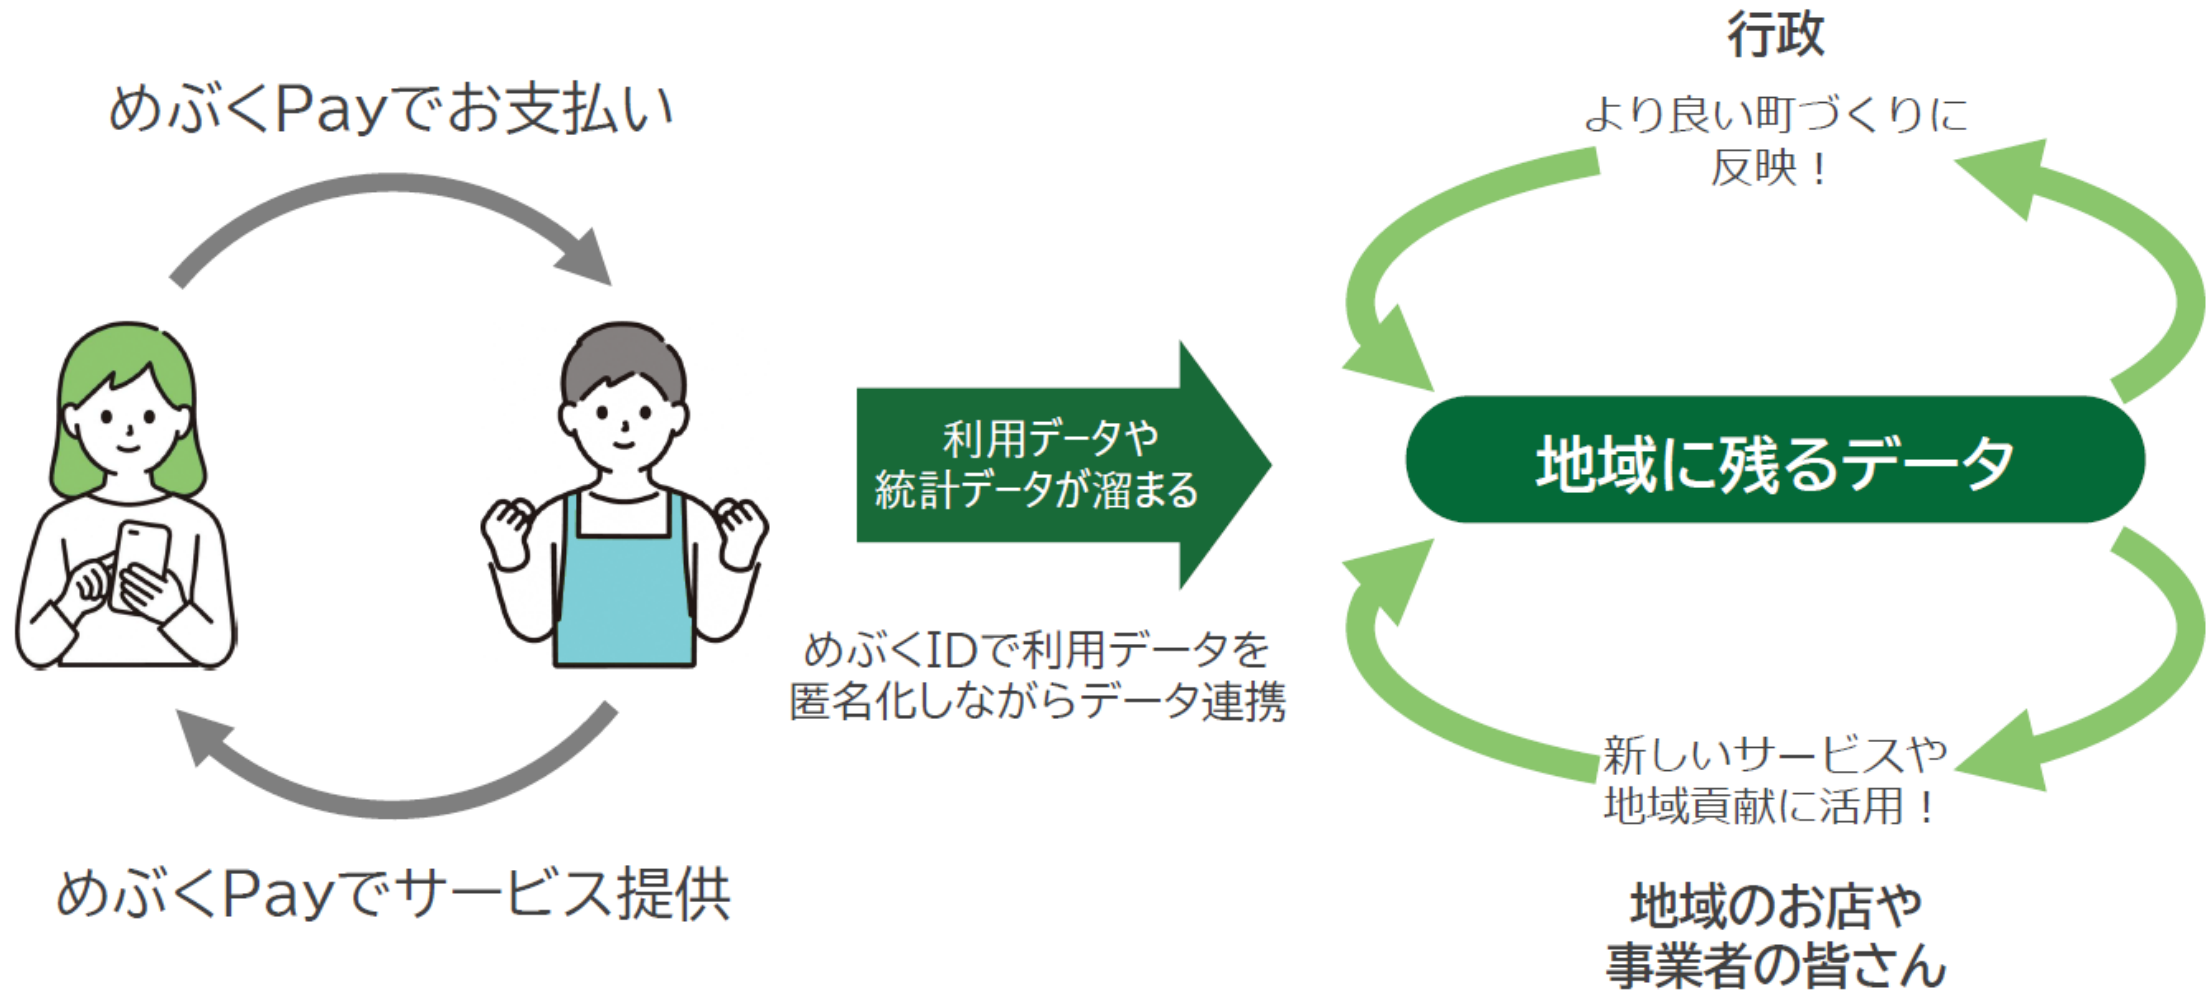 めぶくPayでお支払い
めぶくPayでサービス提供
利用データや
統計データが溜まる
めぶくIDで利用データを
匿名化しながらデータ連携
行政
より良い町づくりに
反映！
地域に残るデータ
新しいサービスや
地域貢献に活用！
地域のお店や
事業者の皆さん